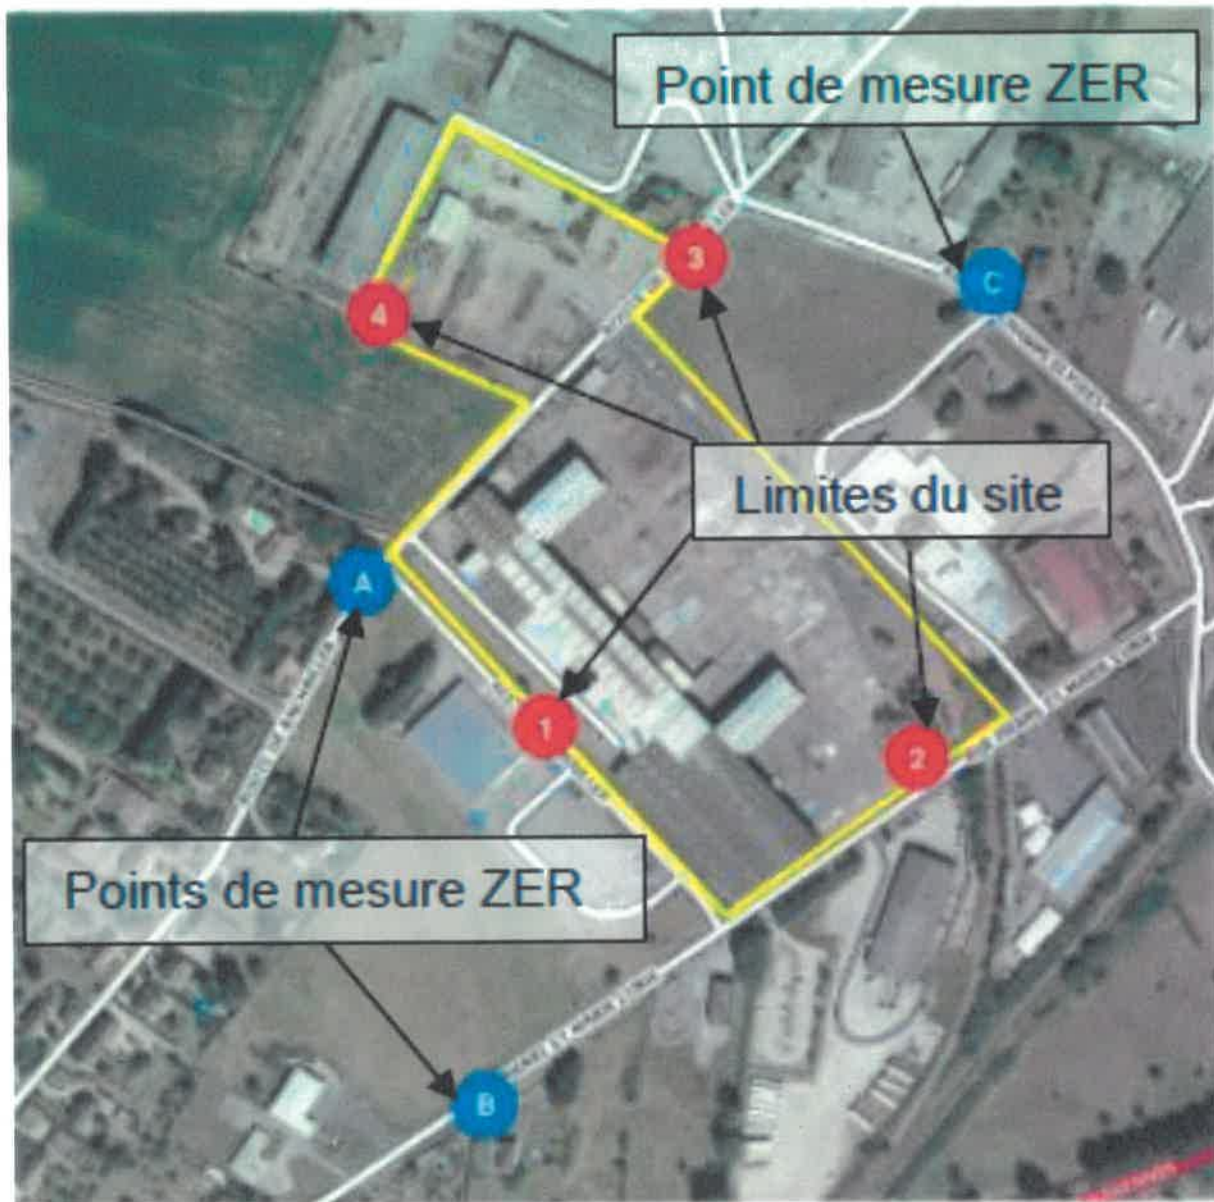 Point de mesure ZER
3
C
4
Limites du site
A
1
2
Points de mesure ZER
B